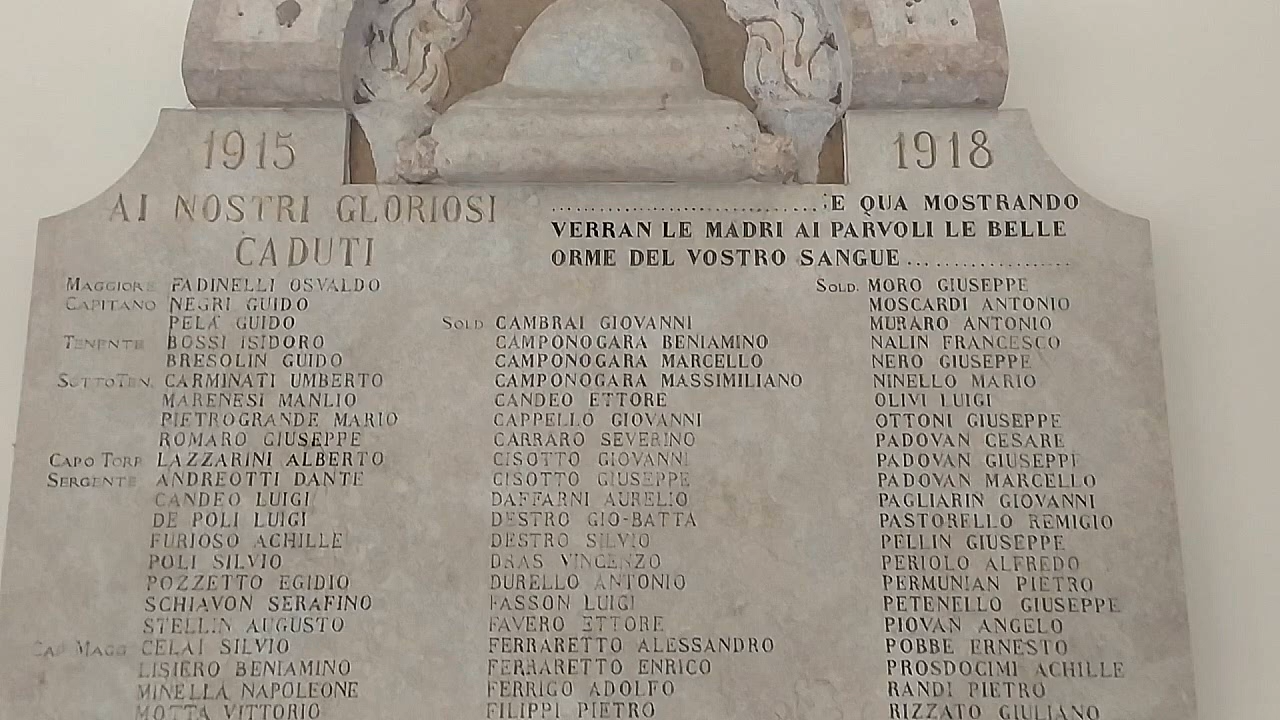 1915
1918
AI NOSTRI GLORIOSI
CADUTI
..............................E QUA MOSTRANDO
VERRAN LE MADRI AI PARVOLI LE BELLE
ORME DEL VOSTRO SANGUE...................
MAGGIORE FADINELLI OSVALDO
CAPITANO NEGRI GUIDO
PELÀ GUIDO
TENENTE BOSSI ISIDORO
BRESOLIN GUIDO
SOTTOTEN. CARMINATI UMBERTO
MARENESI MANLIO
PIETROGRANDE MARIO
ROMARO GIUSEPPE
CAPO TORP. LAZZARINI ALBERTO
SERGENTE ANDREOTTI DANTE
CANDEO LUIGI
DE POLI LUIGI
FURIOSO ACHILLE
POLI SILVIO
POZZETTO EGIDIO
SCHIAVON SERAFINO
STELLIN AUGUSTO
CAP. MAGG. CELAI SILVIO
LISIERO BENIAMINO
MINELLA NAPOLEONE
MOTTA VITTORIO
SOLD. CAMBRAI GIOVANNI
CAMPONOGARA BENIAMINO
CAMPONOGARA MARCELLO
CAMPONOGARA MASSIMILIANO
CANDEO ETTORE
CAPPELLO GIOVANNI
CARRARO SEVERINO
CISOTTO GIOVANNI
CISOTTO GIUSEPPE
DAFFARNI AURELIO
DESTRO GIO-BATTA
DESTRO SILVIO
DRAS VINCENZO
DURELLO ANTONIO
FASSON LUIGI
FAVERO ETTORE
FERRARETTO ALESSANDRO
FERRARETTO ENRICO
FERRIGO ADOLFO
FILIPPI PIETRO
SOLD. MORO GIUSEPPE
MOSCARDI ANTONIO
MURARO ANTONIO
NALIN FRANCESCO
NERO GIUSEPPE
NINELLO MARIO
OLIVI LUIGI
OTTONI GIUSEPPE
PADOVAN CESARE
PADOVAN GIUSEPPE
PADOVAN MARCELLO
PAGLIARIN GIOVANNI
PASTORELLO REMIGIO
PELLIN GIUSEPPE
PERIOLO ALFREDO
PERMUNIAN PIETRO
PETENELLO GIUSEPPE
PIOVAN ANGELO
POBBE ERNESTO
PROSDOCIMI ACHILLE
RANDI PIETRO
RIZZATO GIULIANO